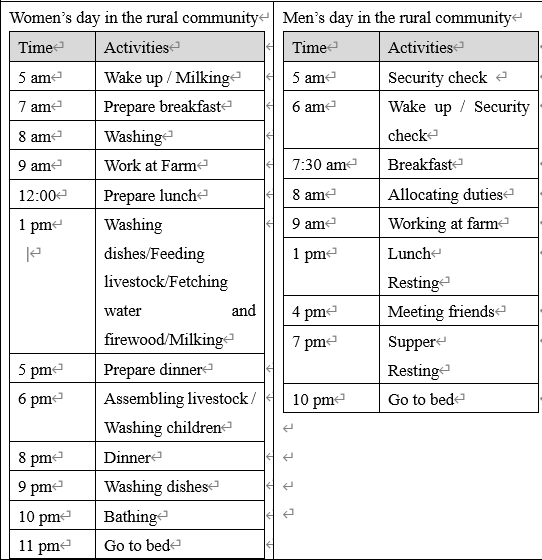 Women's day in the rural community
Time Activities
5 am Wake up / Milking
7 am Prepare breakfast
8 am Washing
9 am Work at Farm
12:00 Prepare lunch
1 pm Washing
dishes/Feeding
livestock/Fetching
water and
firewood/Milking
5 pm Prepare dinner
6 pm Assembling livestock /
Washing children
8 pm Dinner
9 pm Washing dishes
10 pm Bathing
11 pm Go to bed
Men's day in the rural community
Time Activities
5 am Security check
6 am Wake up / Security
check
7:30 am Breakfast
8 am Allocating duties
9 am Working at farm
1 pm Lunch
Resting
4 pm Meeting friends
7 pm Supper
Resting
10 pm Go to bed